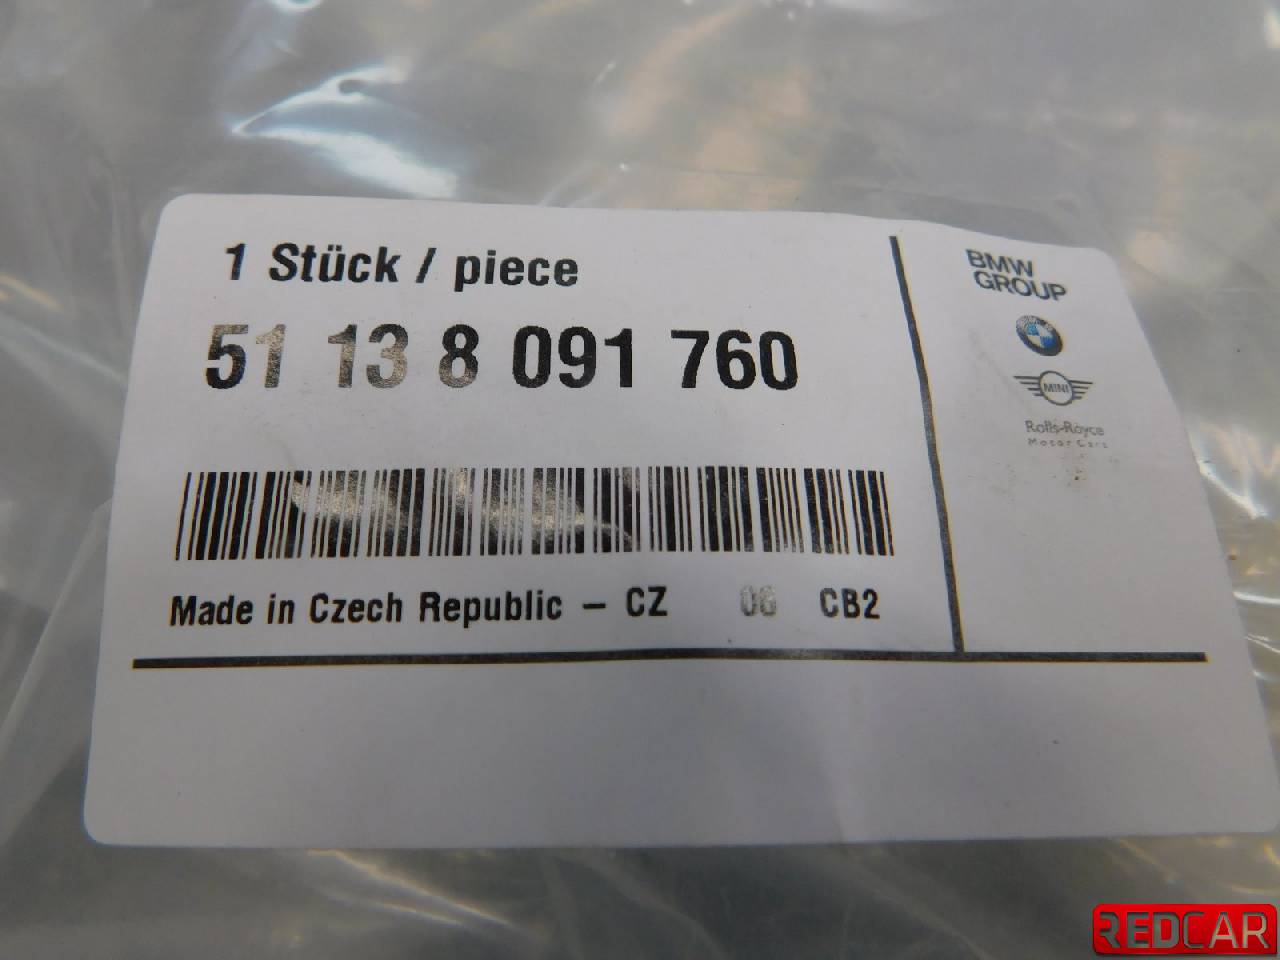 1 Stück / piece
51 13 8 091 760
Made in Czech Republic – CZ 06 CB2
BMW
GROUP
MINI
Rolls-Royce
Motor Cars
REDCAR